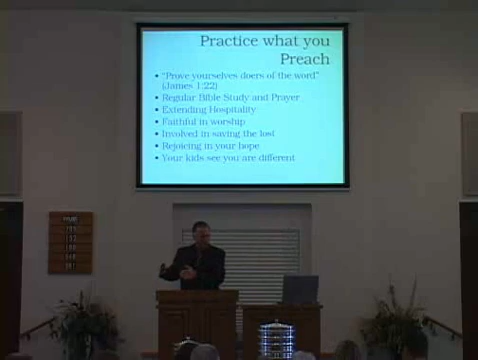 Practice what you
Preach
• "Prove yourselves doers of the word"
(James 1:22)
• Regular Bible Study and Prayer
• Extending Hospitality
• Faithful in worship
• Involved in saving the lost
• Rejoicing in your hope
• Your kids see you are different